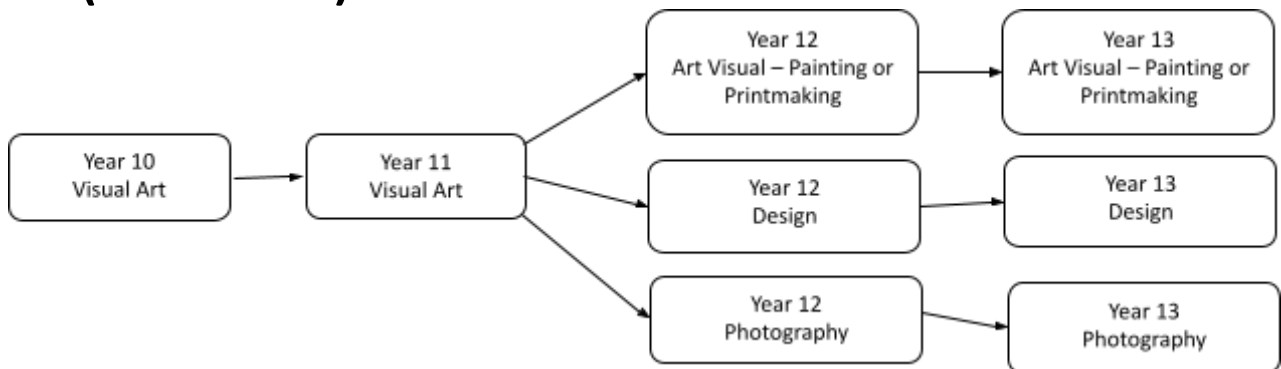 Year 10
Visual Art
Year 11
Visual Art
Year 12
Art Visual – Painting or
Printmaking
Year 13
Art Visual – Painting or
Printmaking
Year 12
Design
Year 13
Design
Year 12
Photography
Year 13
Photography